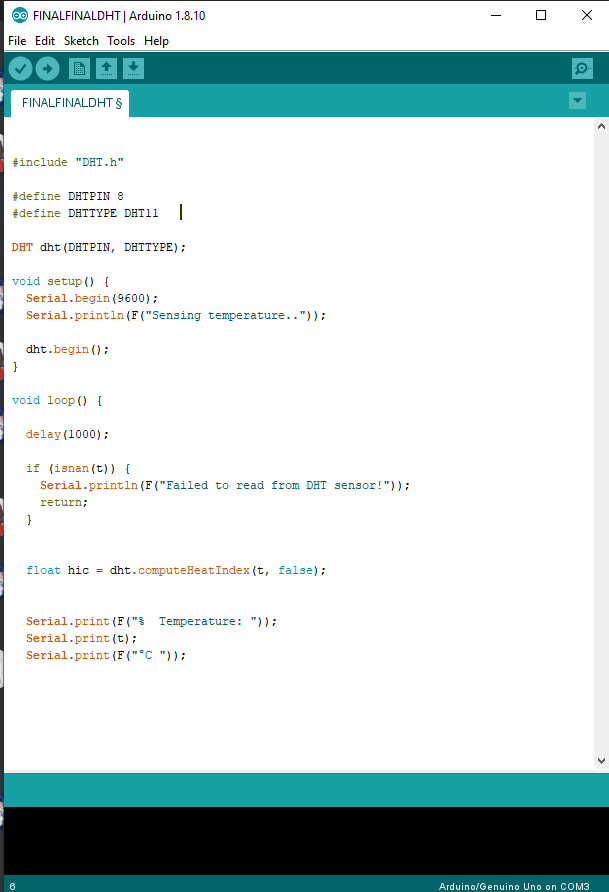 FINALFINALDHT | Arduino 1.8.10
File Edit Sketch Tools Help
FINALFINALDHT §
#include "DHT.h"
#define DHTPIN 8
#define DHTTYPE DHT11
DHT dht(DHTPIN, DHTTYPE);
void setup() {
  Serial.begin(9600);
  Serial.println(F("Sensing temperature.."));
  dht.begin();
}
void loop() {
  delay(1000);
  if (isnan(t)) {
    Serial.println(F("Failed to read from DHT sensor!"));
    return;
  }
  float hic = dht.computeHeatIndex(t, false);
  Serial.print(F("%  Temperature: "));
  Serial.print(t);
  Serial.print(F("°C "));
6
Arduino/Genuino Uno on COM3